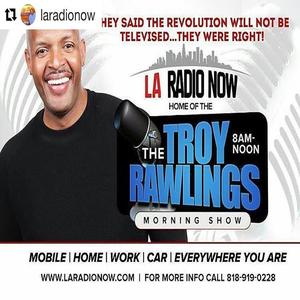 laradionow
HEY SAID THE REVOLUTION WILL NOT BE
TELEVISED...THEY WERE RIGHT!
LA RADIO NOW
HOME OF THE
8AM-
NOON
THE TROY
RAWLINGS
MORNING SHOW
MOBILE | HOME | WORK | CAR | EVERYWHERE YOU ARE
WWW.LARADIONOW.COM | FOR MORE INFO CALL 818-919-0228